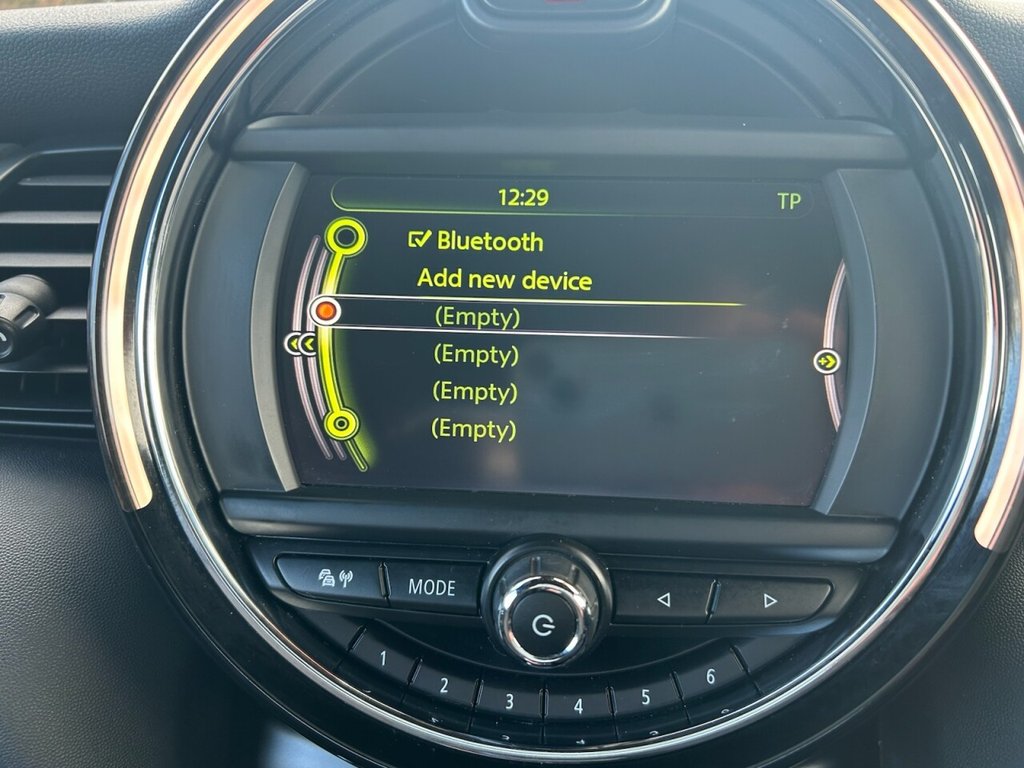 12:29 TP
Bluetooth
Add new device
(Empty)
(Empty)
(Empty)
(Empty)
MODE
1 2 3 4 5 6